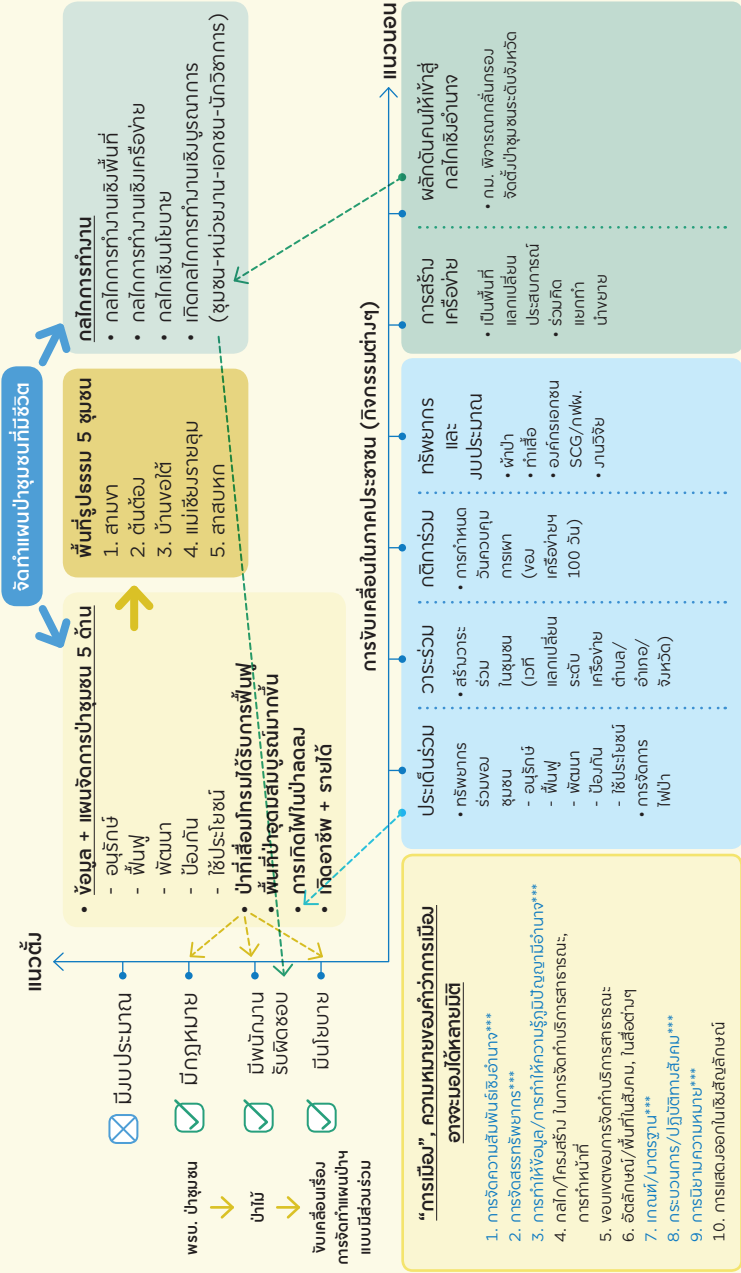 จัดทำแผนป่าชุมชนที่มีชีวิต
แนวตั้ง
• ข้อมูล + แผนจัดการป่าชุมชน 5 ด้าน
- อนุรักษ์
- ฟื้นฟู
- พัฒนา
- ป้องกัน
- ใช้ประโยชน์
• ป่าที่เสื่อมโทรมได้รับการฟื้นฟู
• พื้นที่ป่าอุดมสมบูรณ์มากขึ้น
• การเกิดไฟในป่าลดลง
• เกิดอาชีพ + รายได้
พื้นที่รูปธรรม 5 ชุมชน
1. สามขา
2. ต้นต้อง
3. บ้านขอใต้
4. แม่เชียงรายลุม
5. สาสบหก
กลไกการทำงาน
• กลไกการทำงานเชิงพื้นที่
• กลไกการทำงานเชิงเครือข่าย
• กลไกเชิงนโยบาย
• เกิดกลไกการทำงานเชิงบูรณาการ
(ชุมชน-หน่วยงาน-เอกชน-นักวิชาการ)
มีงบประมาณ
มีกฎหมาย
มีพนักงาน
รับผิดชอบ
มีนโยบาย
พรบ. ป่าชุมชน
ป่าไม้
ขับเคลื่อนเรื่อง
การจัดทำแผนป่าฯ
แบบมีส่วนร่วม
การขับเคลื่อนในภาคประชาชน (กิจกรรมต่างๆ)
แนวนอน
“การเมือง”, ความหมายของคำว่าการเมือง
อาจจะมองได้หลายมิติ
1. การจัดความสัมพันธ์เชิงอำนาจ***
2. การจัดสรรทรัพยากร***
3. การทำให้ข้อมูล/การทำให้ความรู้ภูมิปัญญามีอำนาจ***
4. กลไก/โครงสร้าง ในการจัดทำบริการสาธารณะ,
การทำหน้าที่
5. ขอบเขตของการจัดทำบริการสาธารณะ
6. อัตลักษณ์/พื้นที่ในสังคม, ในสื่อต่างๆ
7. เกณฑ์/มาตรฐาน***
8. กระบวนการ/ปฏิบัติทางสังคม***
9. การนิยามความหมาย***
10. การแสดงออกในเชิงสัญลักษณ์
ประเด็นร่วม
• ทรัพยากร
ร่วมของ
ชุมชน
- อนุรักษ์
- ฟื้นฟู
- พัฒนา
- ป้องกัน
- ใช้ประโยชน์
• การจัดการ
ไฟป่า
วาระร่วม
• สร้างวาระ
ร่วม
ในชุมชน
(เวที
แลกเปลี่ยน
ระดับ
เครือข่าย
ตำบล/
อำเภอ/
จังหวัด)
กติการ่วม
• การกำหนด
วันควบคุม
การเผา
(ของ
เครือข่ายฯ
100 วัน)
ทรัพยากร
และ
งบประมาณ
• ผ้าป่า
• ทำเสื้อ
• องค์กรเอกชน
SCG/กฟผ.
• งานวิจัย
การสร้าง
เครือข่าย
• เป็นพื้นที่
แลกเปลี่ยน
ประสบการณ์
• ร่วมคิด
แยกทำ
นำขยาย
ผลักดันคนให้เข้าสู่
กลไกเชิงอำนาจ
• กม. พิจารณากลั่นกรอง
จัดตั้งป่าชุมชนระดับจังหวัด